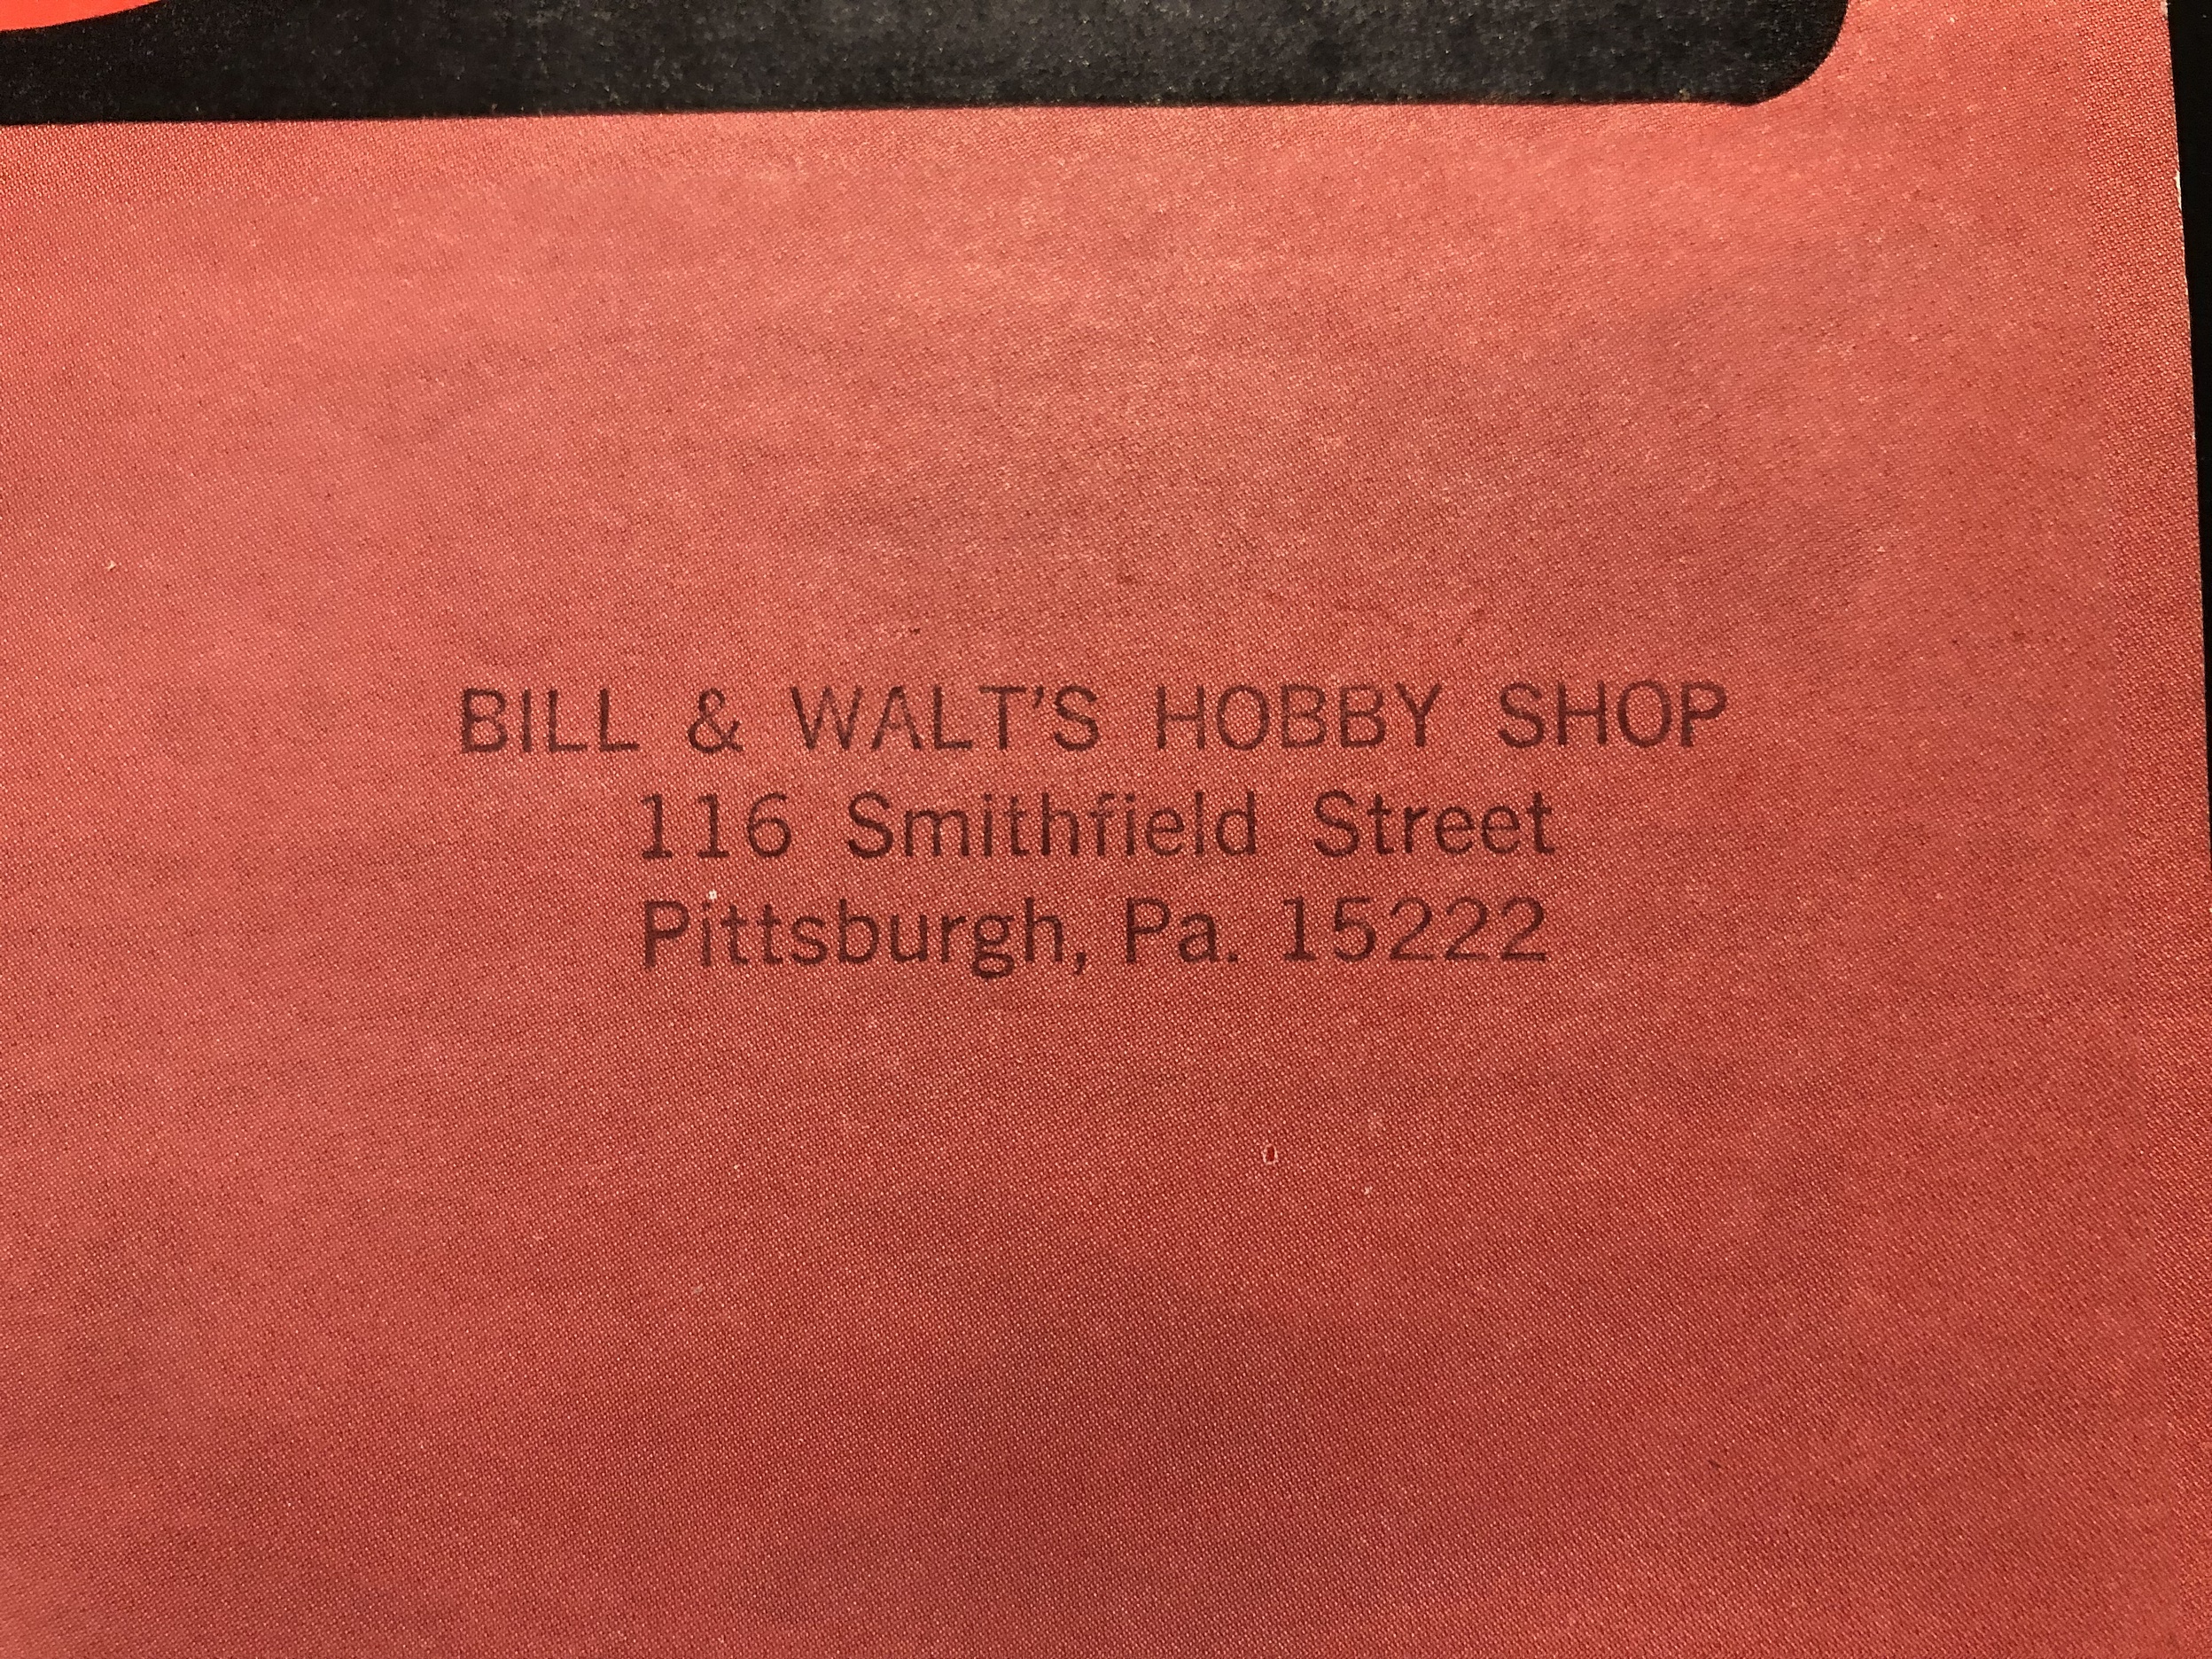 BILL & WALT'S HOBBY SHOP
116 Smithfield Street
Pittsburgh, Pa. 15222